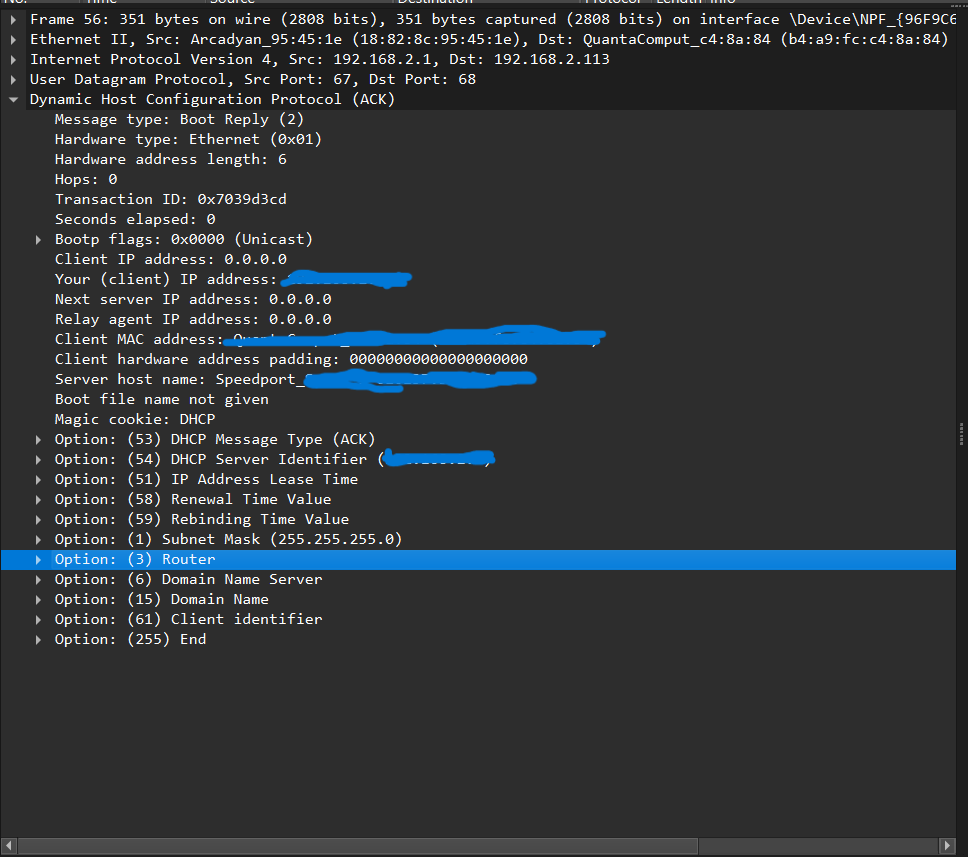 No. Time Source Destination Protocol Length Info
Frame 56: 351 bytes on wire (2808 bits), 351 bytes captured (2808 bits) on interface \Device\NPF_{96F9C6
Ethernet II, Src: Arcadyan_95:45:1e (18:82:8c:95:45:1e), Dst: QuantaComput_c4:8a:84 (b4:a9:fc:c4:8a:84)
Internet Protocol Version 4, Src: 192.168.2.1, Dst: 192.168.2.113
User Datagram Protocol, Src Port: 67, Dst Port: 68
Dynamic Host Configuration Protocol (ACK)
Message type: Boot Reply (2)
Hardware type: Ethernet (0x01)
Hardware address length: 6
Hops: 0
Transaction ID: 0x7039d3cd
Seconds elapsed: 0
Bootp flags: 0x0000 (Unicast)
Client IP address: 0.0.0.0
Your (client) IP address:
Next server IP address: 0.0.0.0
Relay agent IP address: 0.0.0.0
Client MAC address:
Client hardware address padding: 00000000000000000000
Server host name: Speedport_
Boot file name not given
Magic cookie: DHCP
Option: (53) DHCP Message Type (ACK)
Option: (54) DHCP Server Identifier (
Option: (51) IP Address Lease Time
Option: (58) Renewal Time Value
Option: (59) Rebinding Time Value
Option: (1) Subnet Mask (255.255.255.0)
Option: (3) Router
Option: (6) Domain Name Server
Option: (15) Domain Name
Option: (61) Client identifier
Option: (255) End